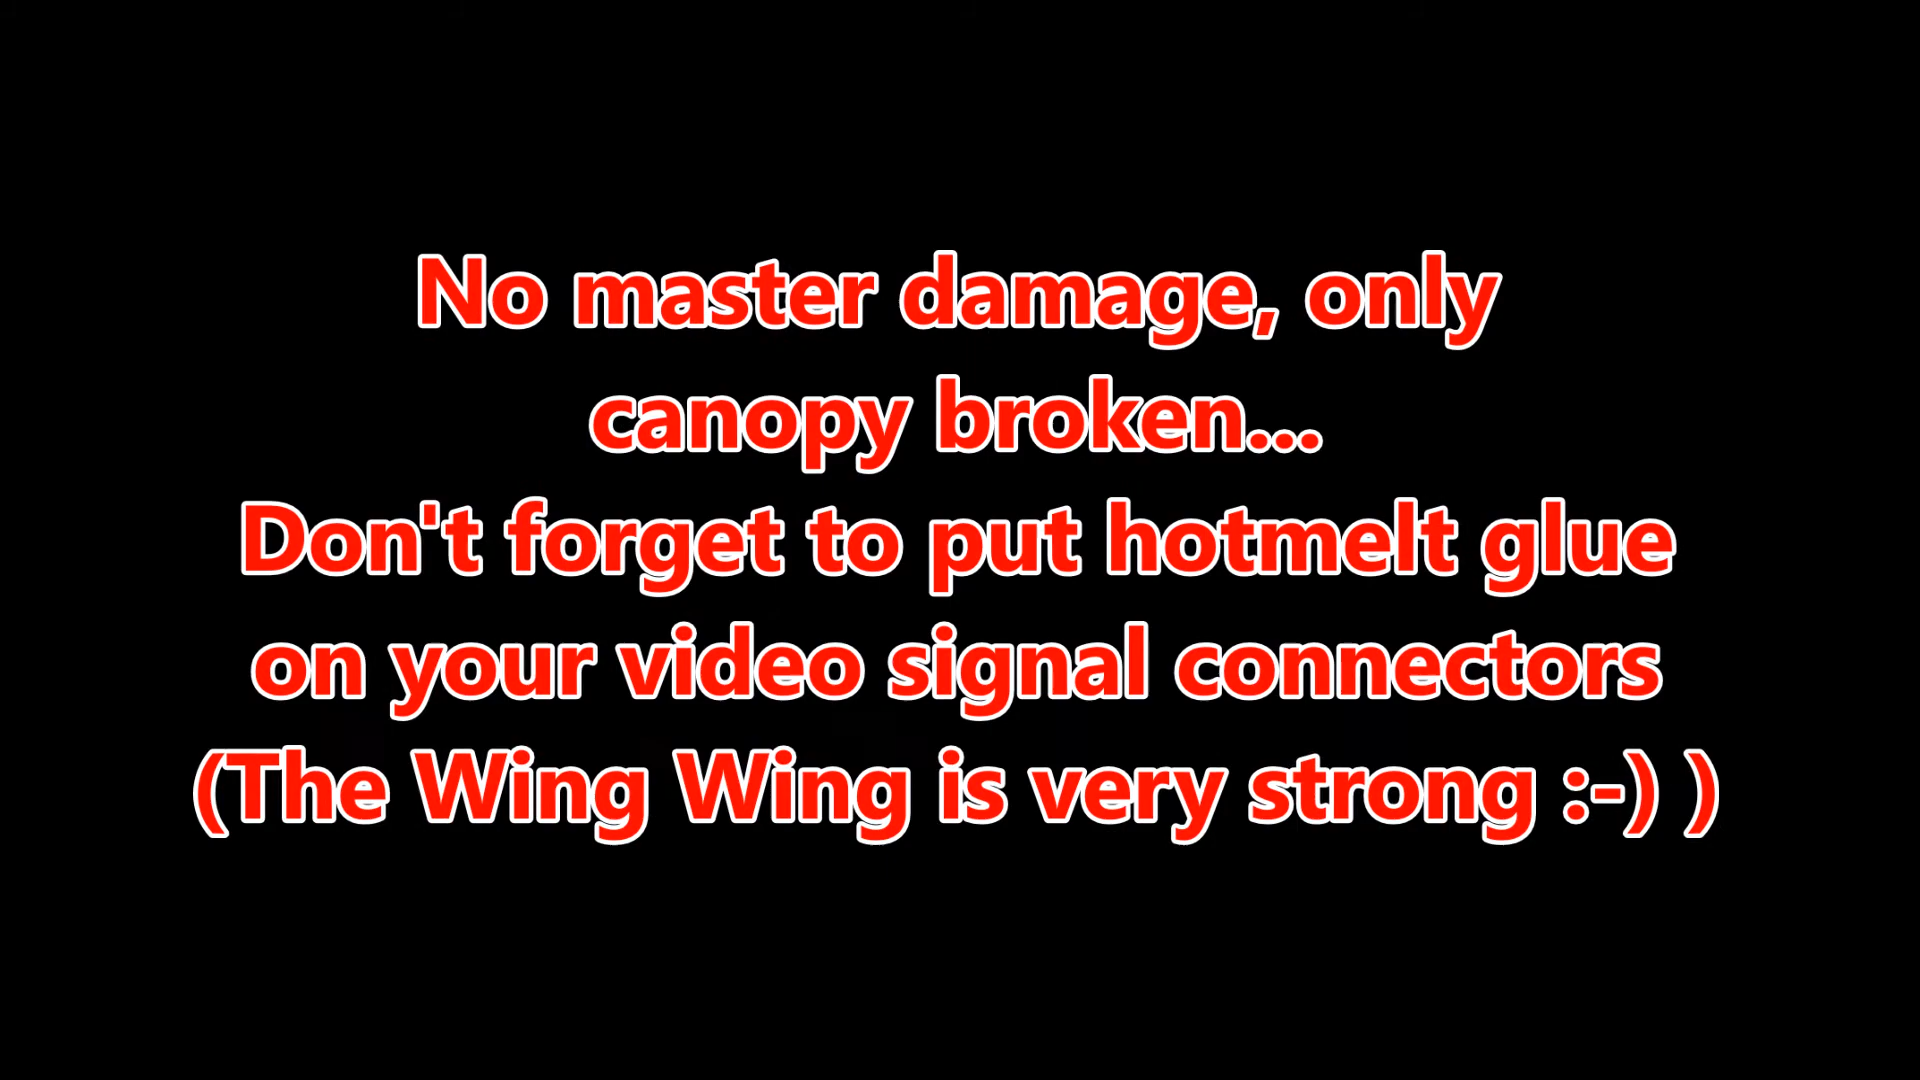 No master damage, only
canopy broken...
Don't forget to put hotmelt glue
on your video signal connectors
(The Wing Wing is very strong :-) )